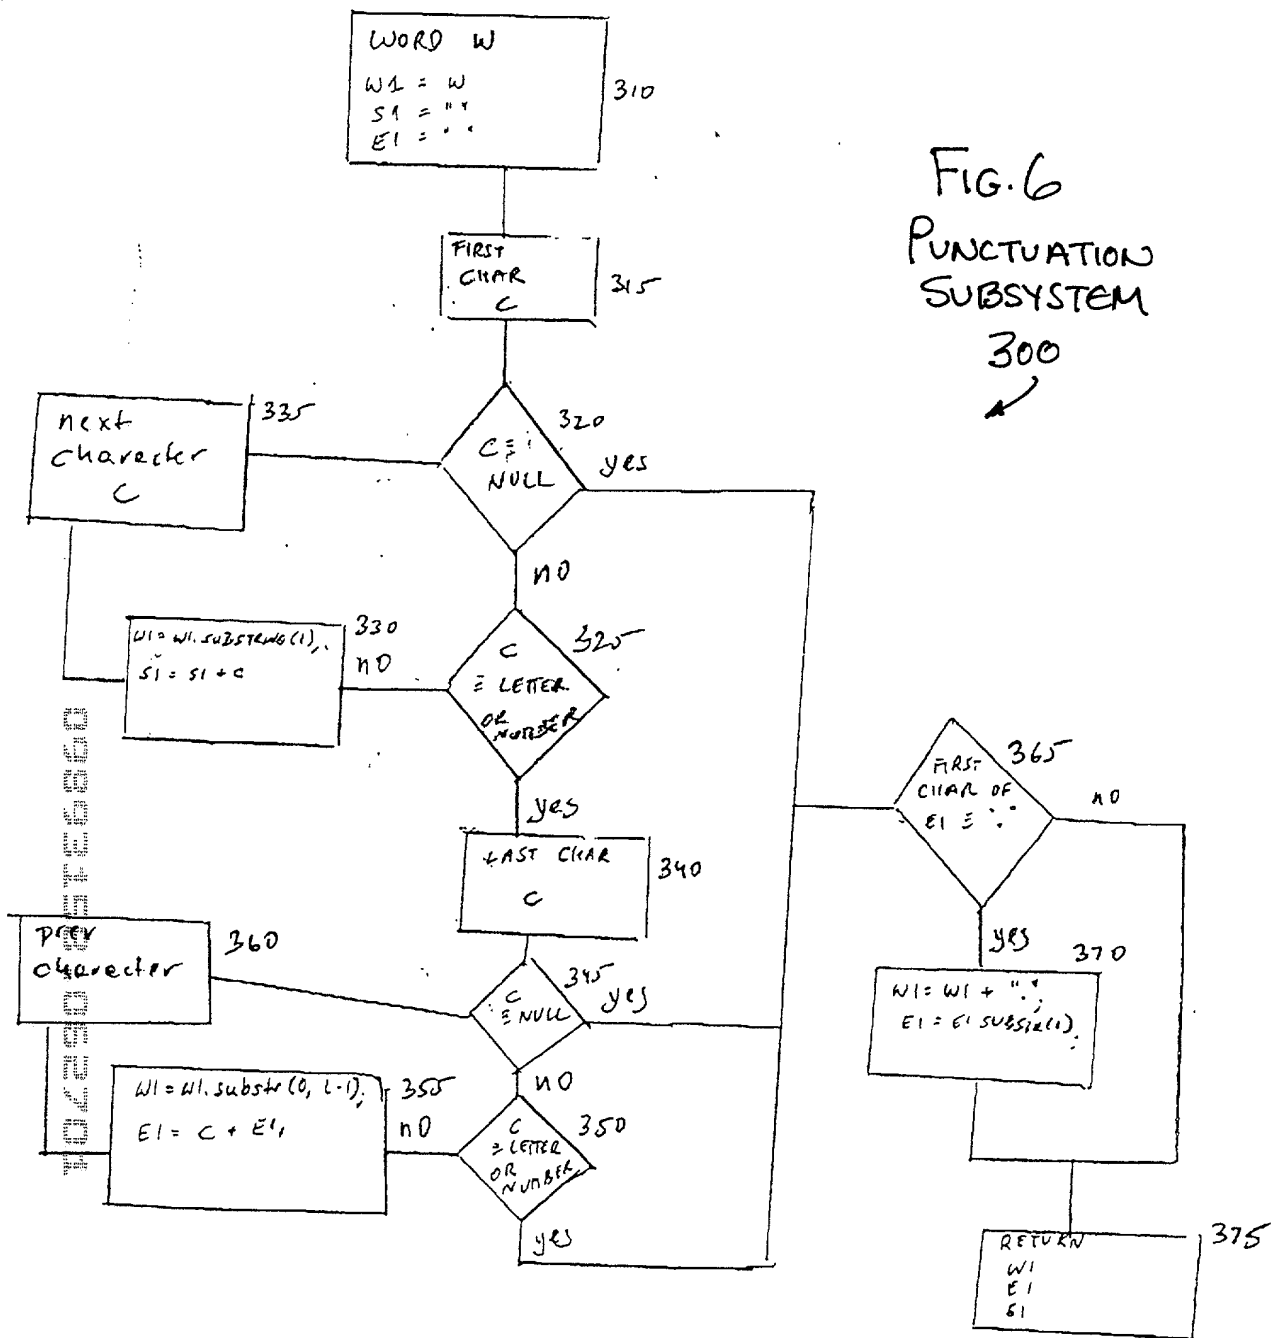 WORD W
W1 = W
S1 = ""
E1 = ""
310
FIG. 6
PUNCTUATION
SUBSYSTEM
300
FIRST
CHAR
C
315
next
character
C
335
C ≡
NULL
320
yes
no
W1 = W1.SUBSTRING(1);
S1 = S1 + C
330
no
C
≡ LETTER
OR
NUMBER
325
yes
LAST CHAR
C
340
FIRST
CHAR OF
E1 ≡ "."
365
no
yes
prev
character
360
C
≡ NULL
345
yes
no
W1 = W1 + ".";
E1 = E1.SUBSTR(1);
370
W1 = W1.substr(0, L-1);
E1 = C + E1;
355
no
C
≡ LETTER
OR
NUMBER
350
yes
RETURN
W1
E1
S1
375